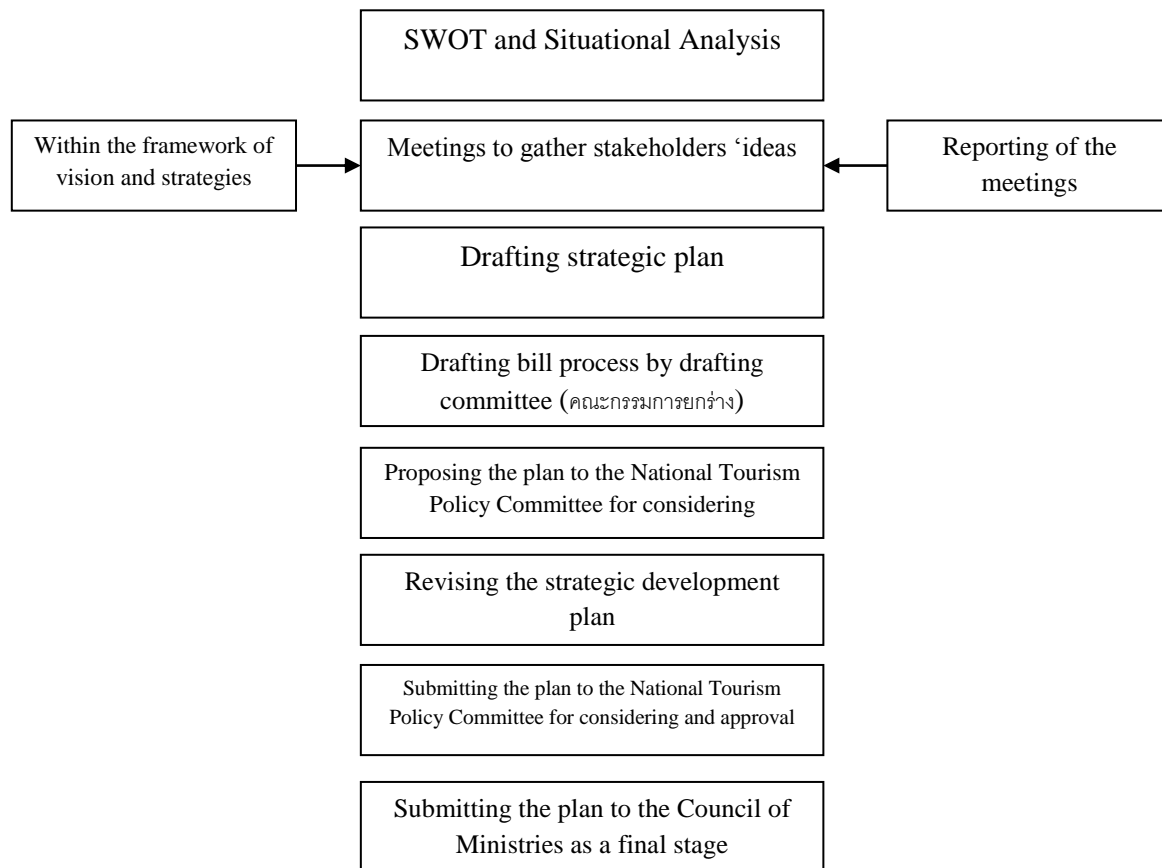 SWOT and Situational Analysis
Within the framework of
vision and strategies
Meetings to gather stakeholders ‘ideas
Reporting of the
meetings
Drafting strategic plan
Drafting bill process by drafting
committee (คณะกรรมการยกร่าง)
Proposing the plan to the National Tourism
Policy Committee for considering
Revising the strategic development
plan
Submitting the plan to the National Tourism
Policy Committee for considering and approval
Submitting the plan to the Council of
Ministries as a final stage